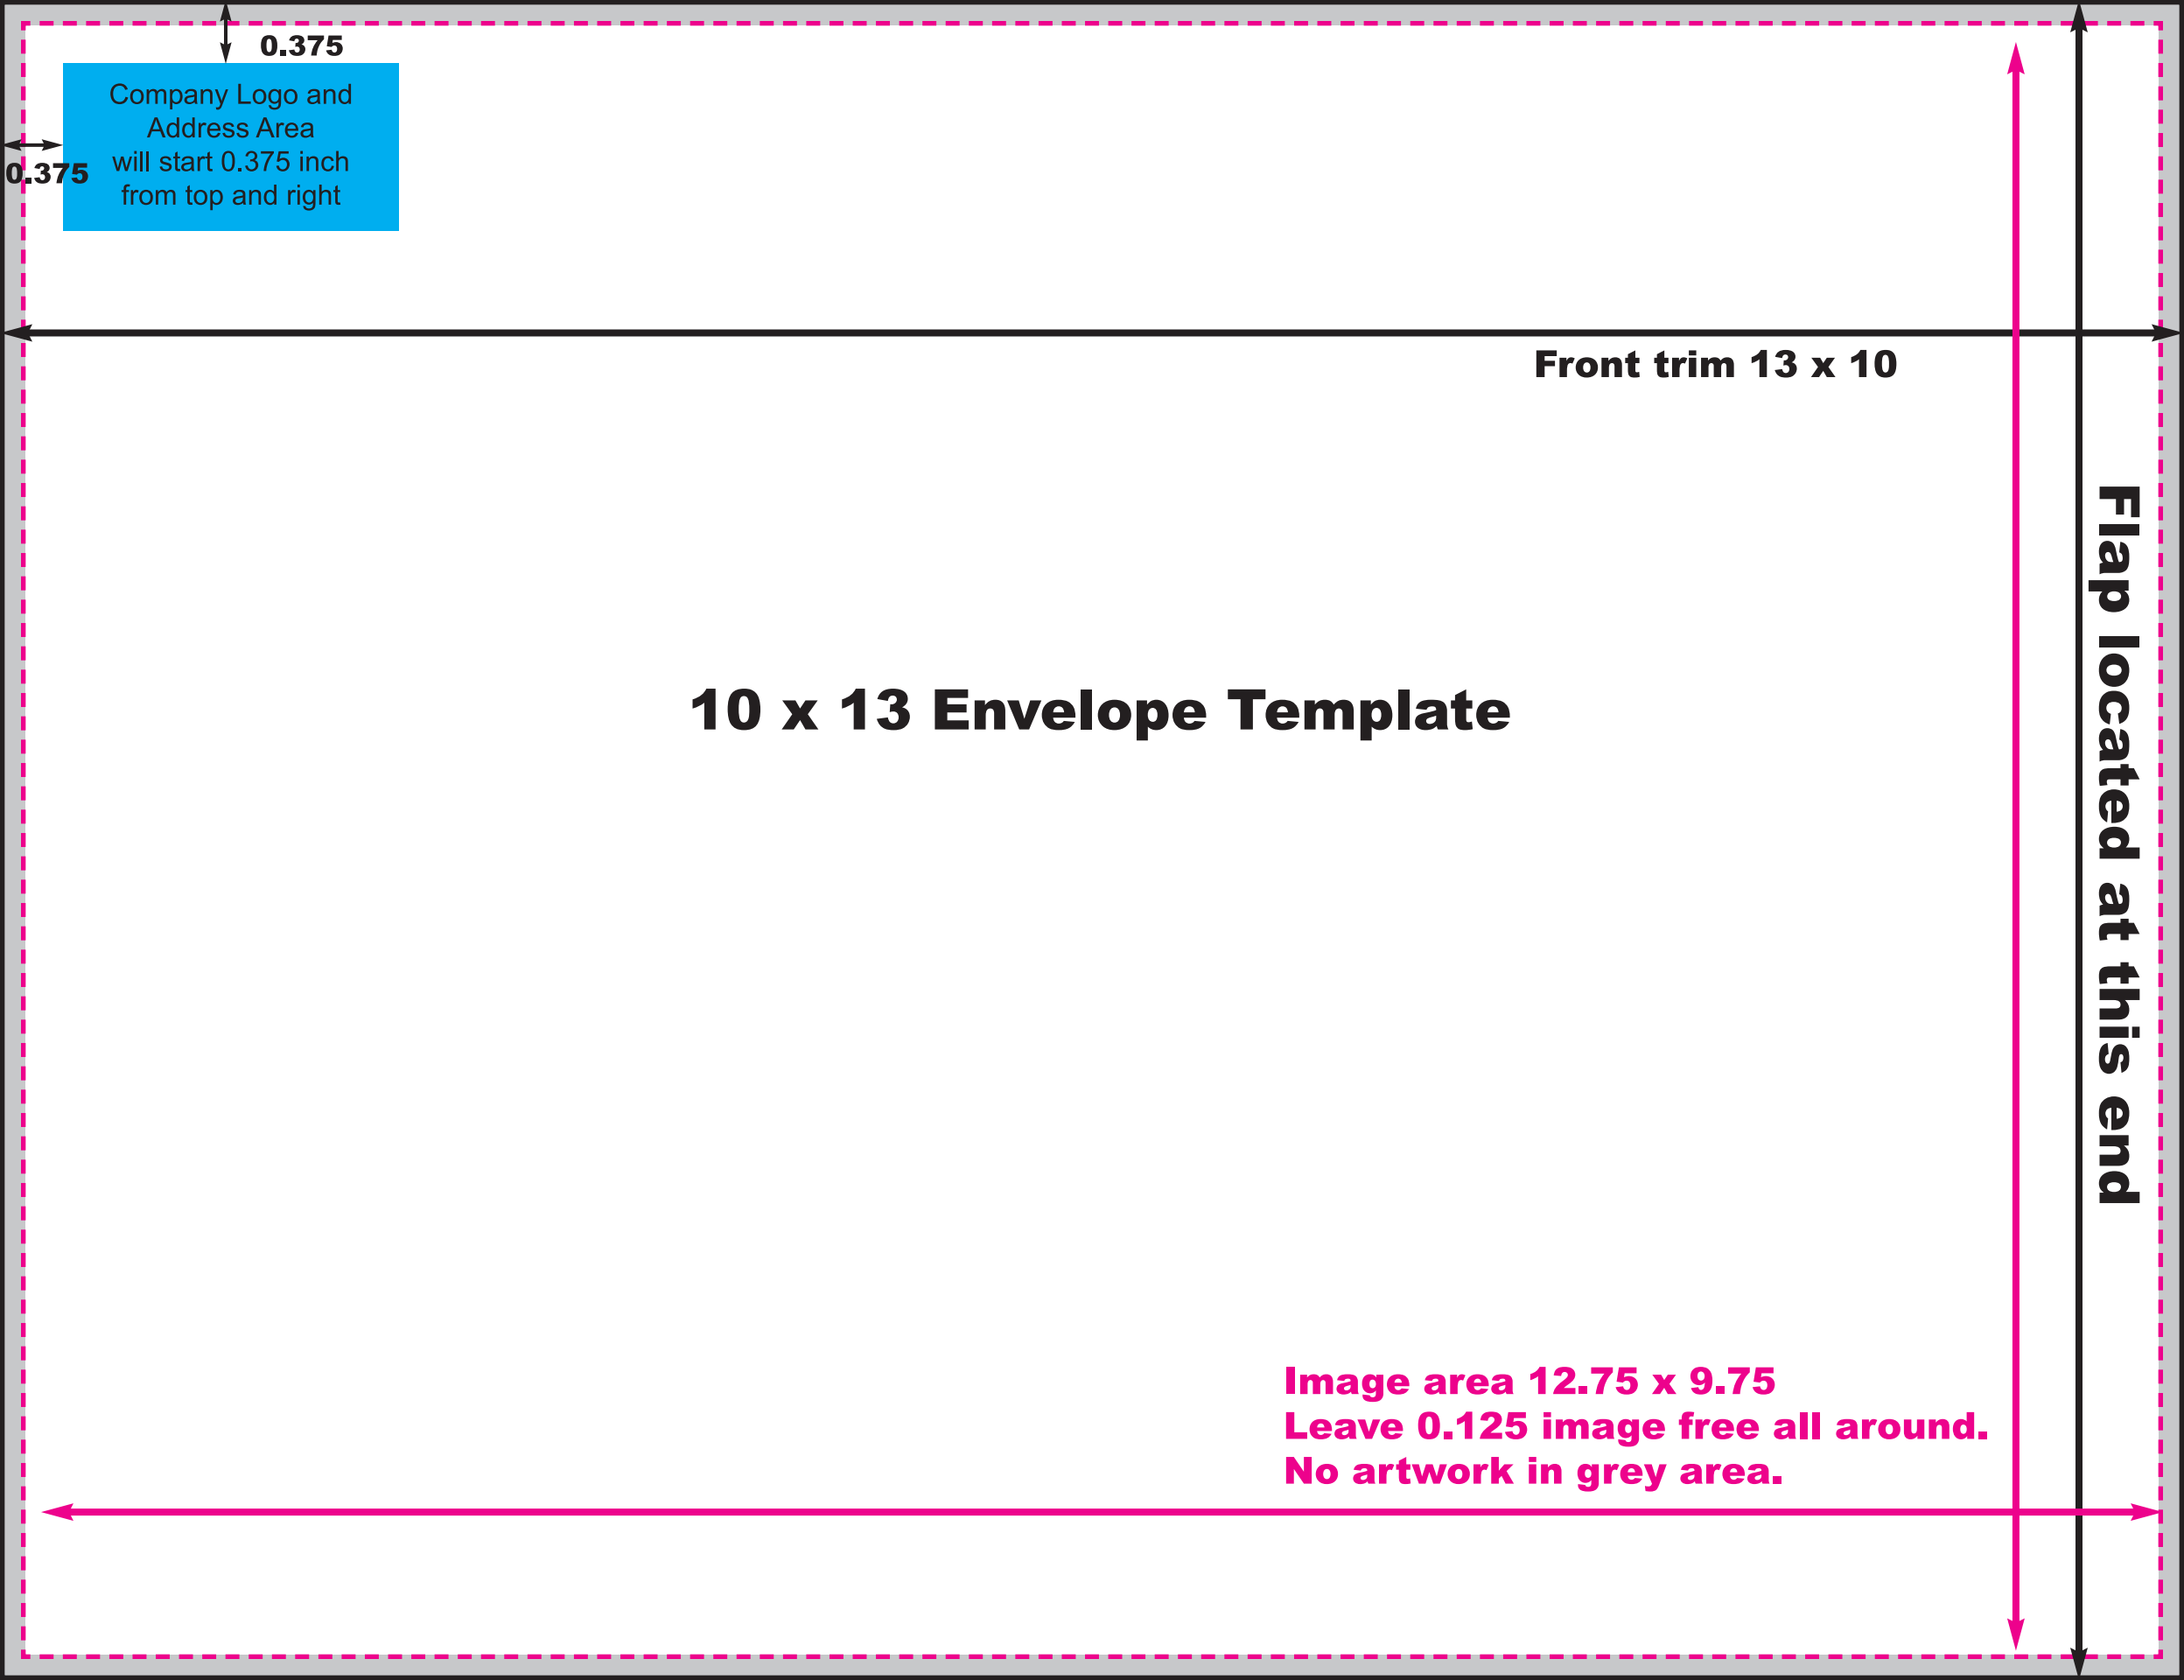 0.375
Company Logo and
Address Area
will start 0.375 inch
from top and right
0.375
Front trim 13 x 10
Flap located at this end
10 x 13 Envelope Template
Image area 12.75 x 9.75
Leave 0.125 image free all around.
No artwork in grey area.